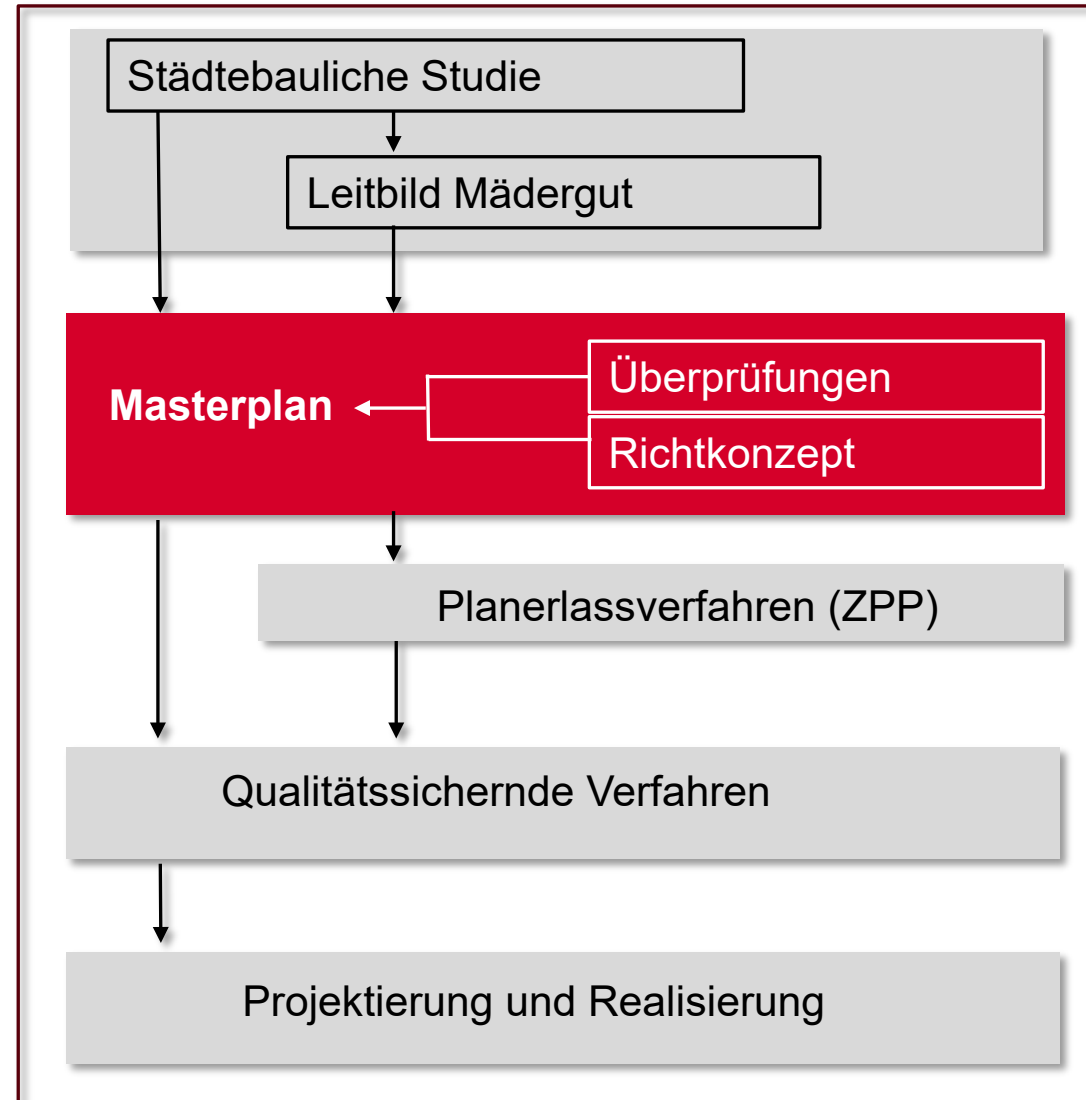 Städtebauliche Studie
Leitbild Mädergut
Masterplan
Überprüfungen
Richtkonzept
Planerlassverfahren (ZPP)
Qualitätssichernde Verfahren
Projektierung und Realisierung